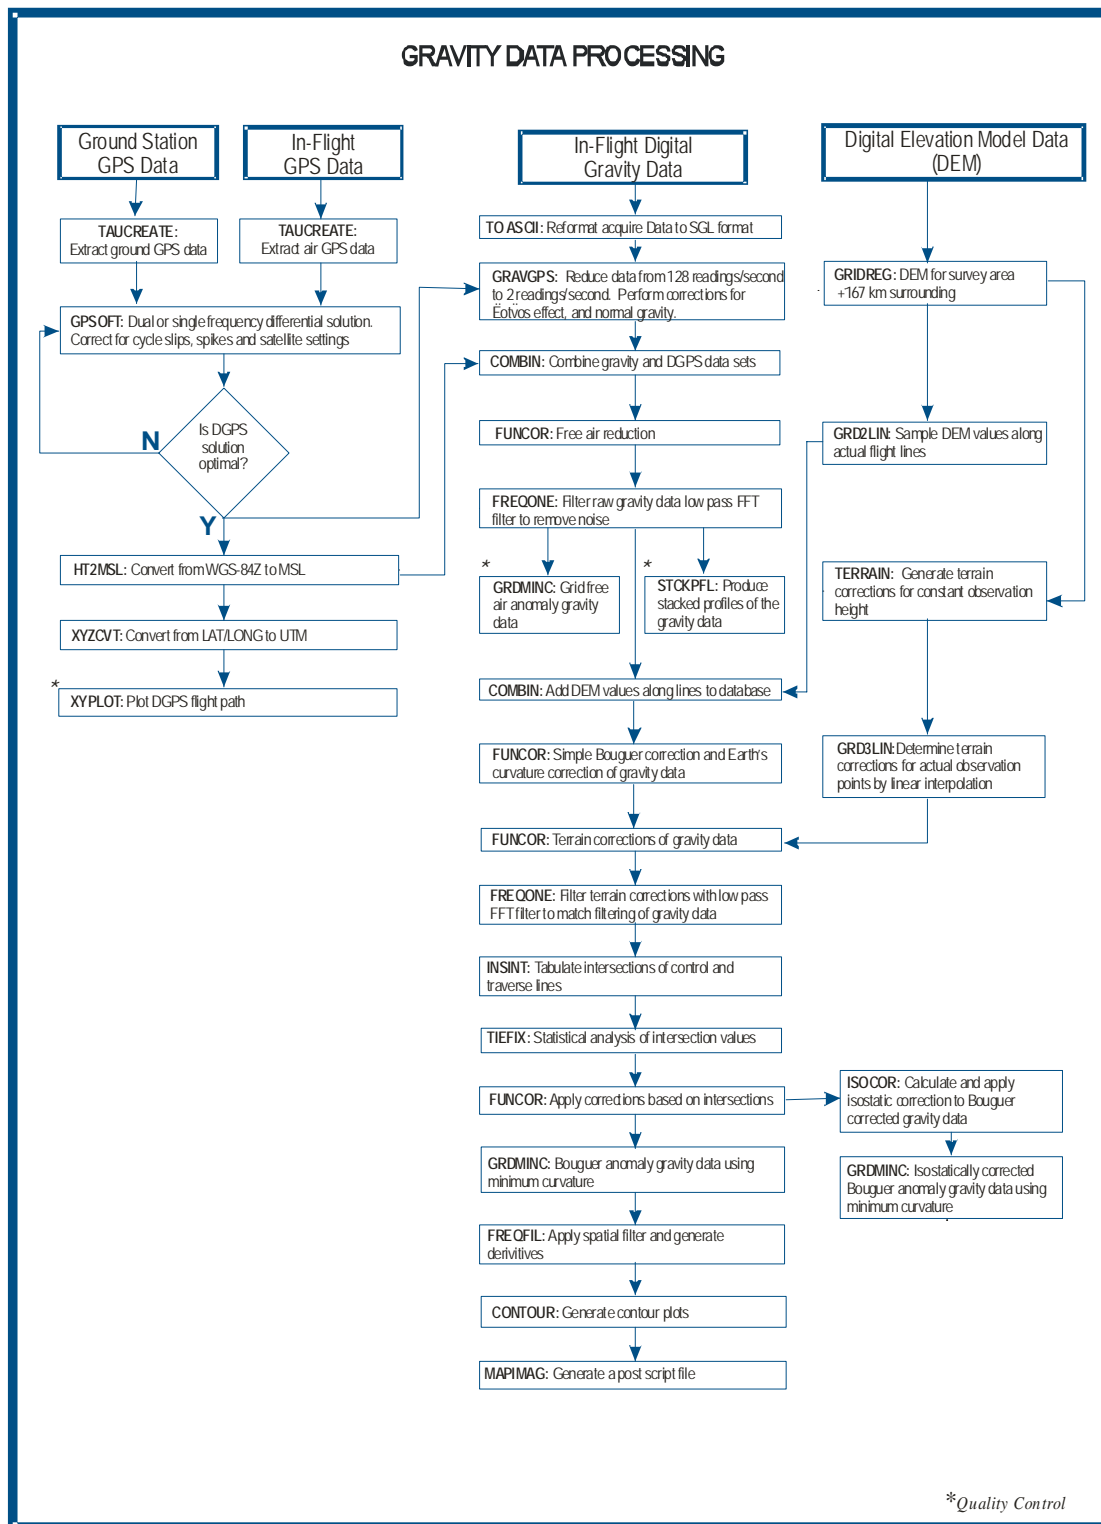 GRAVITY DATA PROCESSING
Ground Station
GPS Data
In-Flight
GPS Data
In-Flight Digital
Gravity Data
Digital Elevation Model Data
(DEM)
TAUCREATE:
Extract ground GPS data
TAUCREATE:
Extract air GPS data
GPSOFT: Dual or single frequency differential solution.
Correct for cycle slips, spikes and satellite settings
Is DGPS
solution
optimal?
N
Y
HT2MSL: Convert from WGS-84Z to MSL
XYZCVT: Convert from LAT/LONG to UTM
*
XYPLOT: Plot DGPS flight path
TO ASCII: Reformat acquire Data to SGL format
GRAVGPS: Reduce data from 128 readings/second
to 2 readings/second. Perform corrections for
Ëotvos effect, and normal gravity.
COMBIN: Combine gravity and DGPS data sets
FUNCOR: Free air reduction
FREQONE: Filter raw gravity data low pass FFT
filter to remove noise
*
GRDMINC: Grid free
air anomaly gravity
data
*
STCKPFL: Produce
stacked profiles of the
gravity data
COMBIN: Add DEM values along lines to database
FUNCOR: Simple Bouguer correction and Earth's
curvature correction of gravity data
FUNCOR: Terrain corrections of gravity data
FREQONE: Filter terrain corrections with low pass
FFT filter to match filtering of gravity data
INSINT: Tabulate intersections of control and
traverse lines
TIEFIX: Statistical analysis of intersection values
FUNCOR: Apply corrections based on intersections
GRDMINC: Bouguer anomaly gravity data using
minimum curvature
FREQFIL: Apply spatial filter and generate
derivitives
CONTOUR: Generate contour plots
MAPIMAG: Generate a post script file
GRIDREG: DEM for survey area
+167 km surrounding
GRD2LIN: Sample DEM values along
actual flight lines
TERRAIN: Generate terrain
corrections for constant observation
height
GRD3LIN: Determine terrain
corrections for actual observation
points by linear interpolation
ISOCOR: Calculate and apply
isostatic correction to Bouguer
corrected gravity data
GRDMINC: Isostatically corrected
Bouguer anomaly gravity data using
minimum curvature
*Quality Control